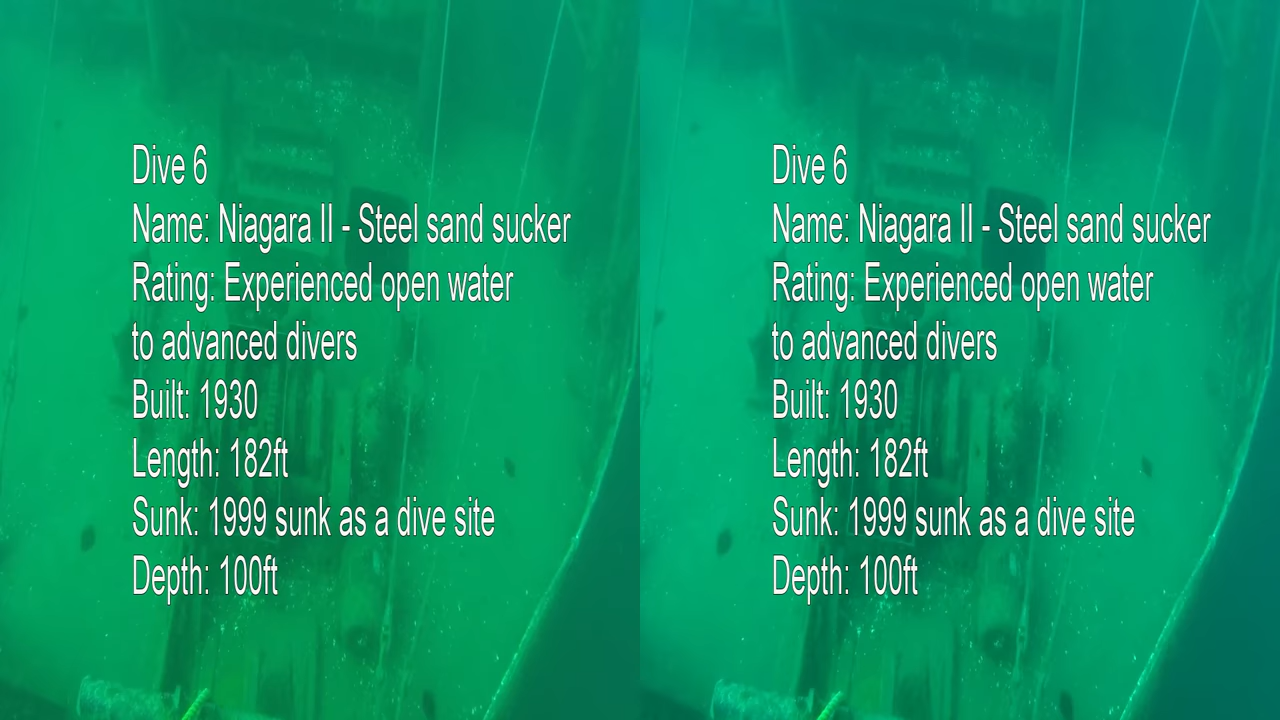 Dive 6
Name: Niagara II - Steel sand sucker
Rating: Experienced open water
to advanced divers
Built: 1930
Length: 182ft
Sunk: 1999 sunk as a dive site
Depth: 100ft
Dive 6
Name: Niagara II - Steel sand sucker
Rating: Experienced open water
to advanced divers
Built: 1930
Length: 182ft
Sunk: 1999 sunk as a dive site
Depth: 100ft